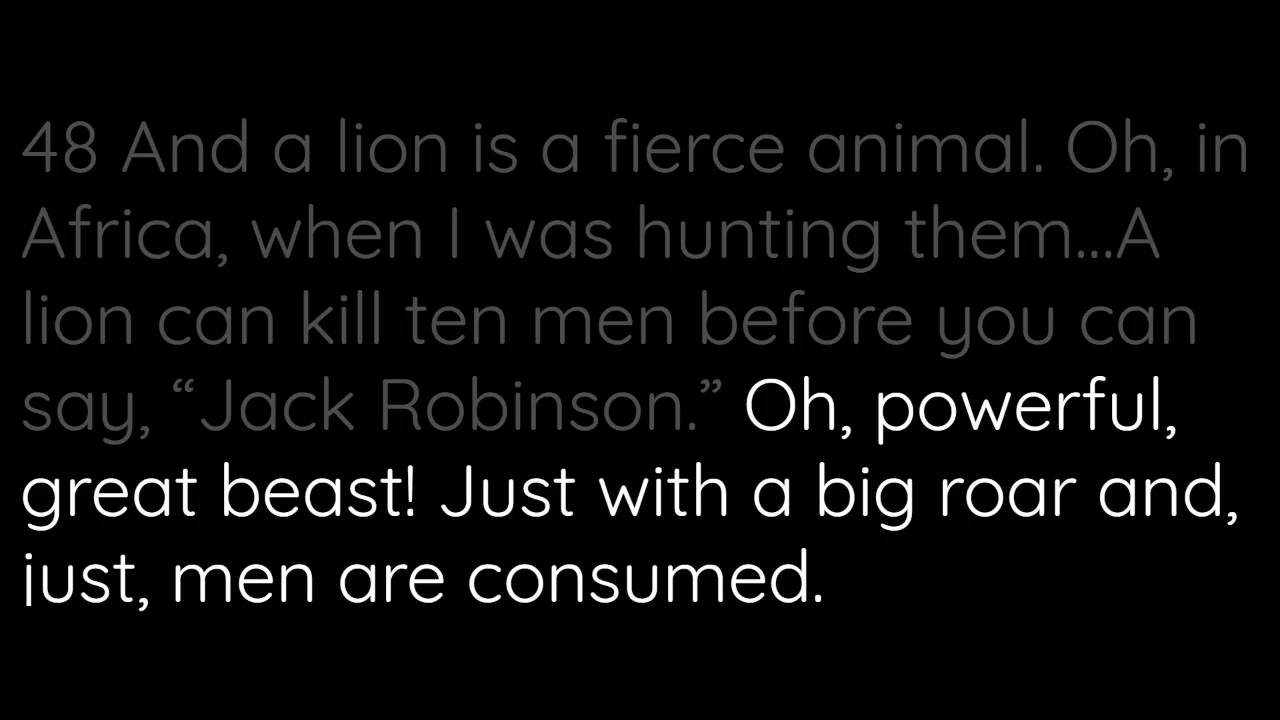 48 And a lion is a fierce animal. Oh, in
Africa, when I was hunting them...A
lion can kill ten men before you can
say, “Jack Robinson.” Oh, powerful,
great beast! Just with a big roar and,
just, men are consumed.